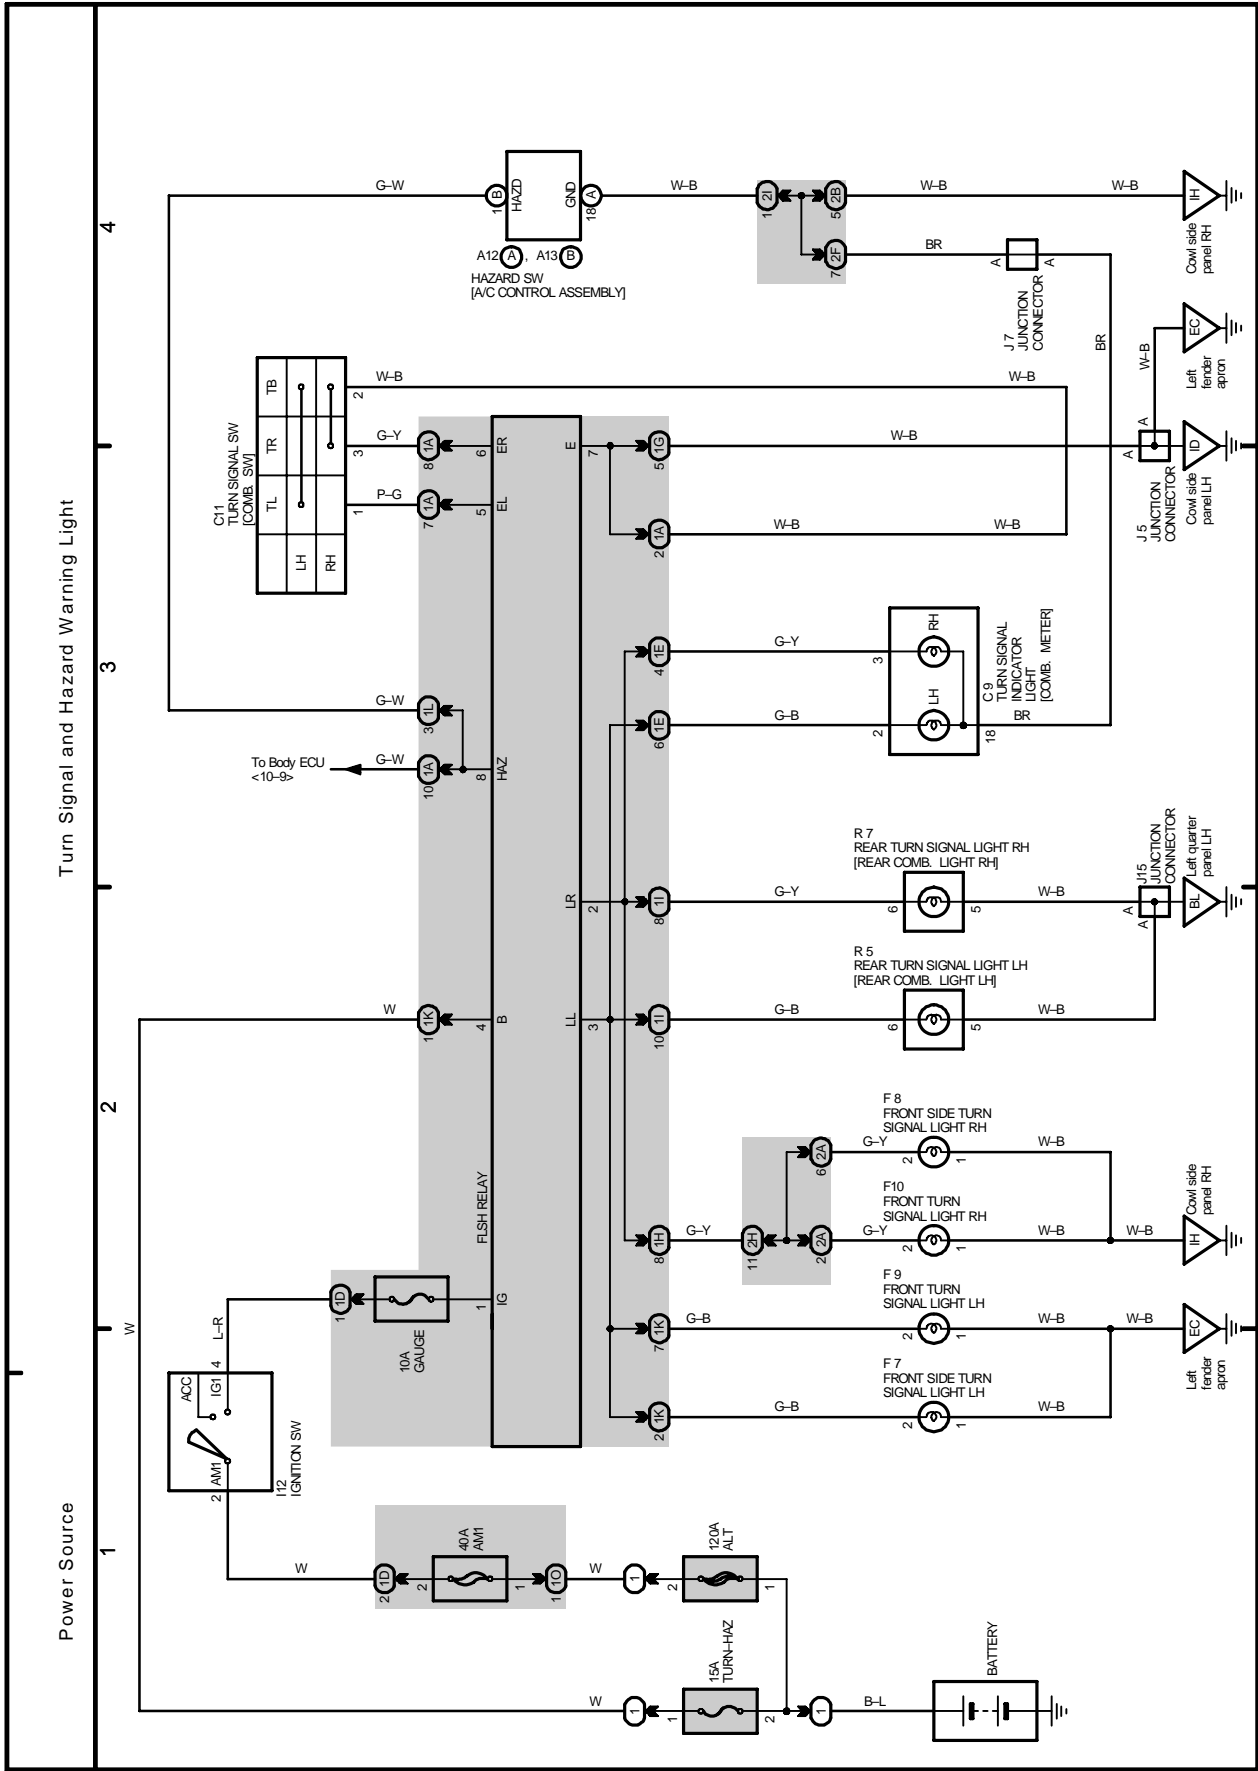 Power Source
Turn Signal and Hazard Warning Light
1
2
3
4
W
W
B–L
BATTERY
15A
TURN–HAZ
1
2
1
1
120A
ALT
2
1
1
W
1 1O
40A
AM1
2
1
2 1D
W
I12
IGNITION SW
2 AM1
ACC
IG1 4
L–R
1 1D
10A
GAUGE
FLSH RELAY
1 IG
W
1 1K
4 B
To Body ECU
<10–9>
G–W
10 1A
G–W
3 1L
8 HAZ
C11
TURN SIGNAL SW
[COMB. SW]
TL TR TB
LH
RH
1 3 2
P–G
7 1A
5 EL
G–Y
8 1A
6 ER
W–B
W–B
G–W
1 B
HAZD
GND
18 A
A12 A , A13 B
HAZARD SW
[A/C CONTROL ASSEMBLY]
W–B
1 2I
5 2B
7 2F
W–B
W–B
IH
Cowl side
panel RH
BR
A
A
J 7
JUNCTION
CONNECTOR
BR
LL
3
LR
2
E
7
5 1G
W–B
2 1A
W–B
W–B
A
A
J 5
JUNCTION
CONNECTOR
W–B
EC
Left
fender
apron
ID
Cowl side
panel LH
4 1E
G–Y
3
6 1E
G–B
2
RH
LH
C 9
TURN SIGNAL
INDICATOR
LIGHT
[COMB. METER]
18
BR
R 7
REAR TURN SIGNAL LIGHT RH
[REAR COMB. LIGHT RH]
8 1I
G–Y
6
5
W–B
A
A
J15
JUNCTION
CONNECTOR
BL
Left quarter
panel LH
R 5
REAR TURN SIGNAL LIGHT LH
[REAR COMB. LIGHT LH]
10 1I
G–B
6
5
W–B
F 8
FRONT SIDE TURN
SIGNAL LIGHT RH
6 2A
G–Y
2
1
W–B
F10
FRONT TURN
SIGNAL LIGHT RH
8 1H
G–Y
11 2H
2 2A
G–Y
2
1
W–B
W–B
IH
Cowl side
panel RH
F 9
FRONT TURN
SIGNAL LIGHT LH
7 1K
G–B
2
1
W–B
W–B
EC
Left
fender
apron
F 7
FRONT SIDE TURN
SIGNAL LIGHT LH
2 1K
G–B
2
1
W–B